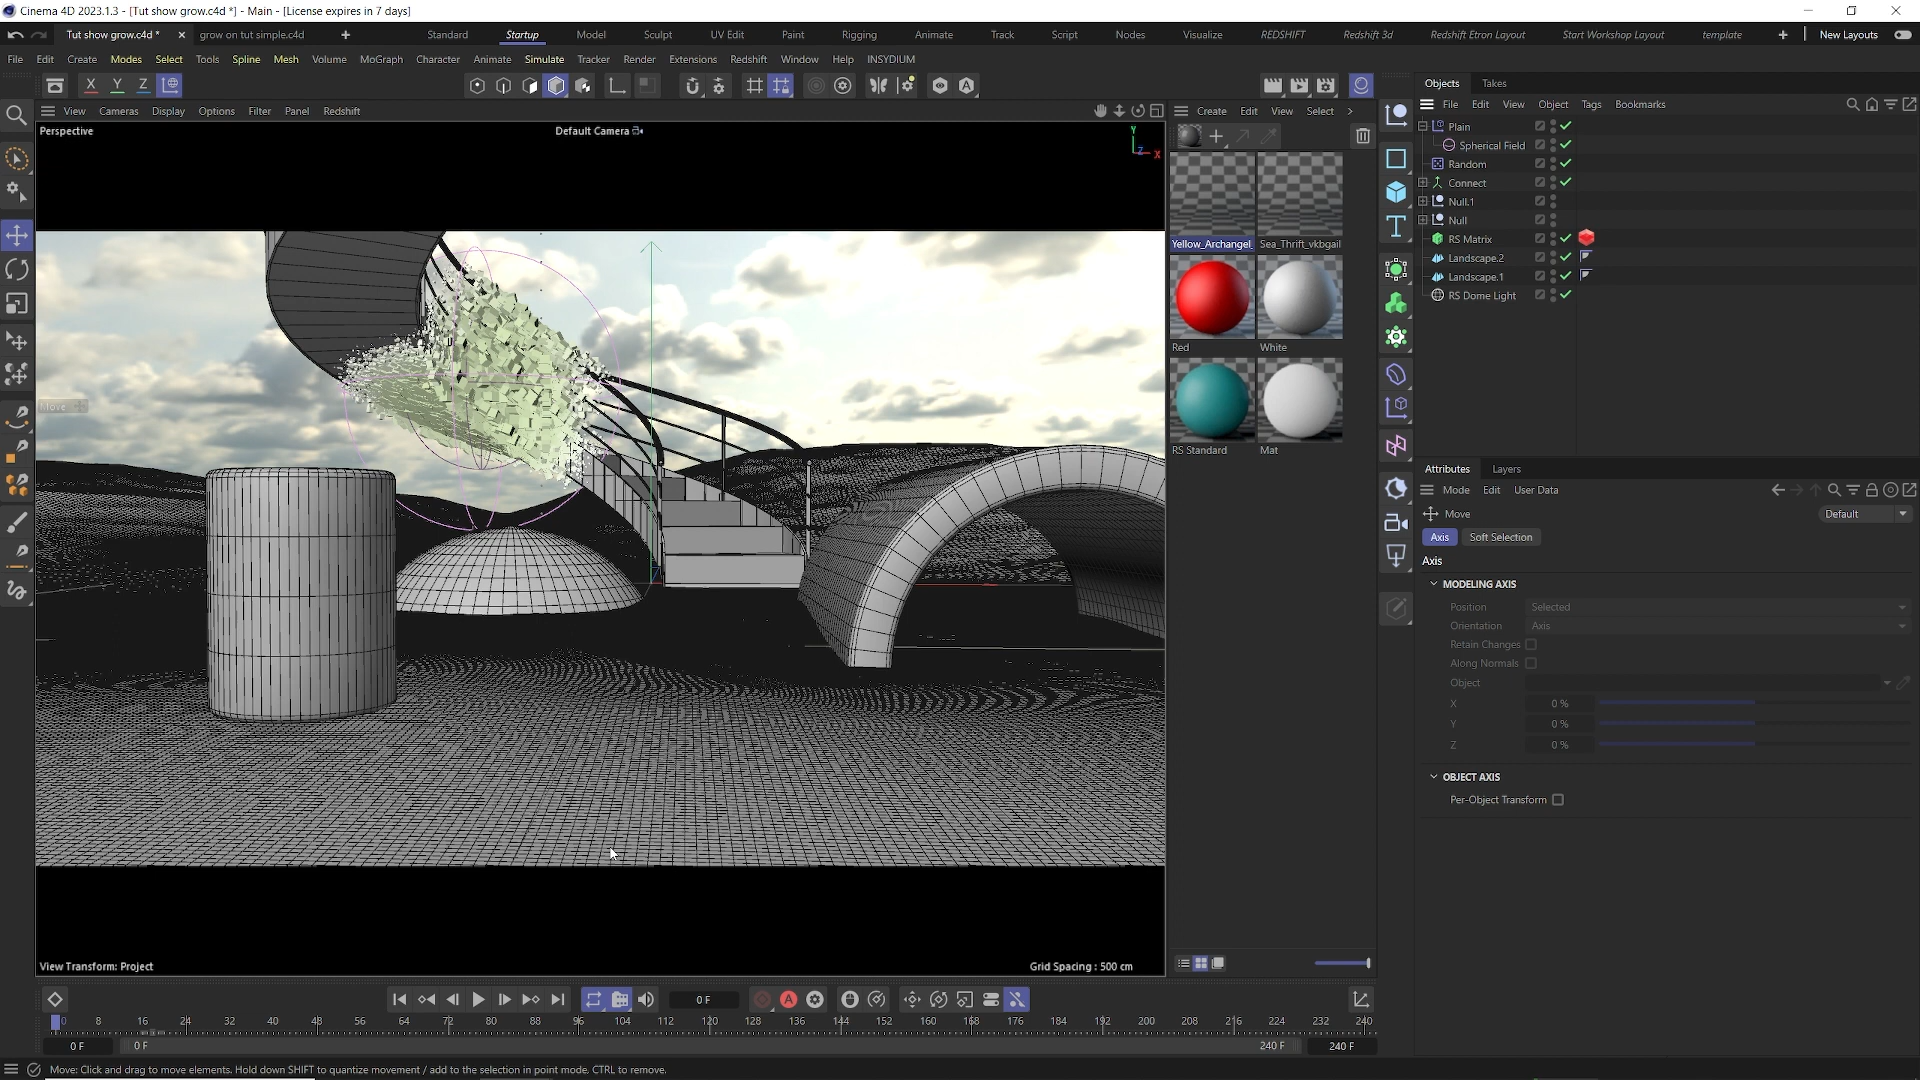 Cinema 4D 2023.1.3 - [Tut show grow.c4d *] - Main - [License expires in 7 days]
Tut show grow.c4d * grow on tut simple.c4d Standard Startup Model Sculpt UV Edit Paint Rigging Animate Track Script Nodes Visualize REDSHIFT Redshift 3d Redshift Etron Layout Start Workshop Layout template New Layouts
File Edit Create Modes Select Tools Spline Mesh Volume MoGraph Character Animate Simulate Tracker Render Extensions Redshift Window Help INSYDIUM
X Y Z
View Cameras Display Options Filter Panel Redshift
Perspective
Default Camera
Y
Z X
Move
View Transform: Project
Grid Spacing : 500 cm
Create Edit View Select
Yellow_Archangel_ Sea_Thrift_vkbgail
Red White
RS Standard Mat
Objects Takes
File Edit View Object Tags Bookmarks
Plain
Spherical Field
Random
Connect
Null.1
Null
RS Matrix
Landscape.2
Landscape.1
RS Dome Light
Attributes Layers
Mode Edit User Data
Move
Default
Axis Soft Selection
Axis
MODELING AXIS
Position Selected
Orientation Axis
Retain Changes
Along Normals
Object
X 0 %
Y 0 %
Z 0 %
OBJECT AXIS
Per-Object Transform
0 F
0 8 16 24 32 40 48 56 64 72 80 88 96 104 112 120 128 136 144 152 160 168 176 184 192 200 208 216 224 232 240
0 F 0 F 240 F 240 F
Move: Click and drag to move elements. Hold down SHIFT to quantize movement / add to the selection in point mode, CTRL to remove.